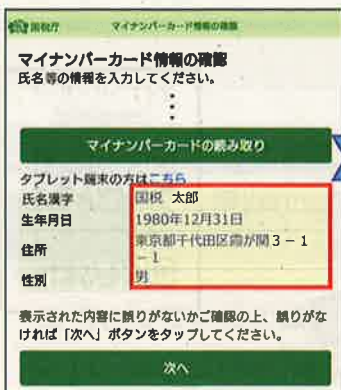 国税庁 マイナンバーカード情報の確認
マイナンバーカード情報の確認
氏名等の情報を入力してください。
マイナンバーカードの読み取り
タブレット端末の方はこちら
氏名漢字 国税 太郎
生年月日 1980年12月31日
住所 東京都千代田区霞が関3－1
－1
性別 男
表示された内容に誤りがないかご確認の上、誤りがな
ければ「次へ」ボタンをタップしてください。
次へ